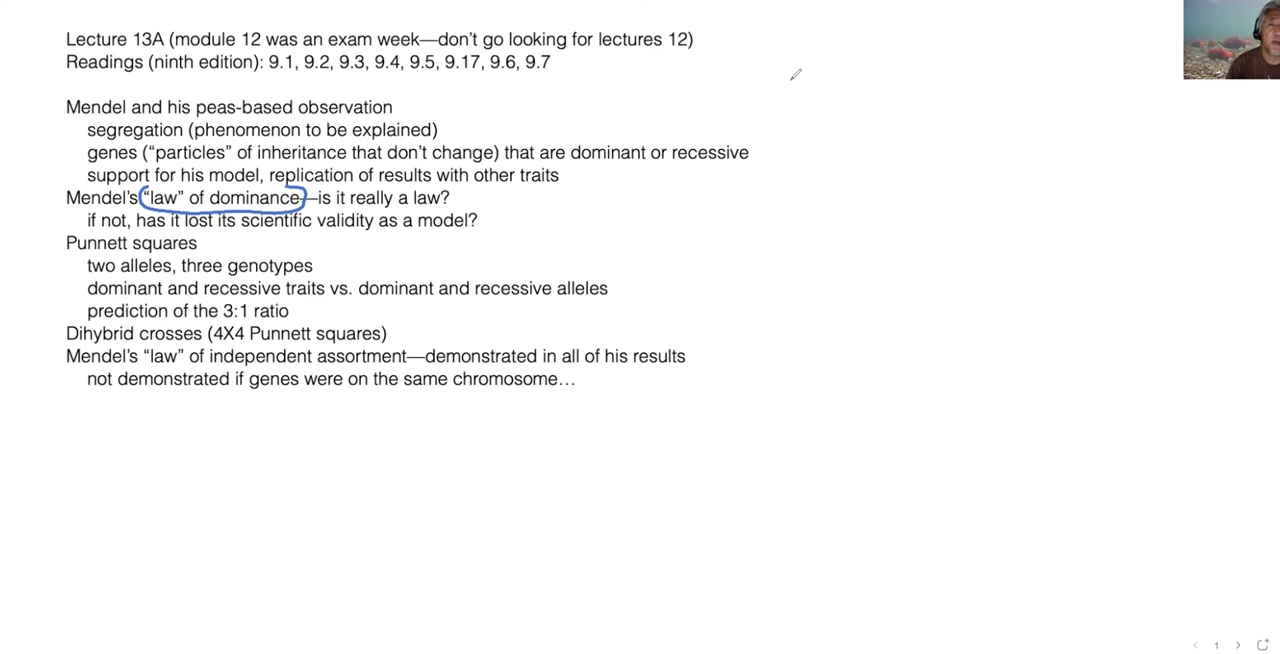 Lecture 13A (module 12 was an exam week—don’t go looking for lectures 12)
Readings (ninth edition): 9.1, 9.2, 9.3, 9.4, 9.5, 9.17, 9.6, 9.7
Mendel and his peas-based observation
segregation (phenomenon to be explained)
genes (“particles” of inheritance that don’t change) that are dominant or recessive
support for his model, replication of results with other traits
Mendel’s “law” of dominance—is it really a law?
if not, has it lost its scientific validity as a model?
Punnett squares
two alleles, three genotypes
dominant and recessive traits vs. dominant and recessive alleles
prediction of the 3:1 ratio
Dihybrid crosses (4X4 Punnett squares)
Mendel’s “law” of independent assortment—demonstrated in all of his results
not demonstrated if genes were on the same chromosome…
1